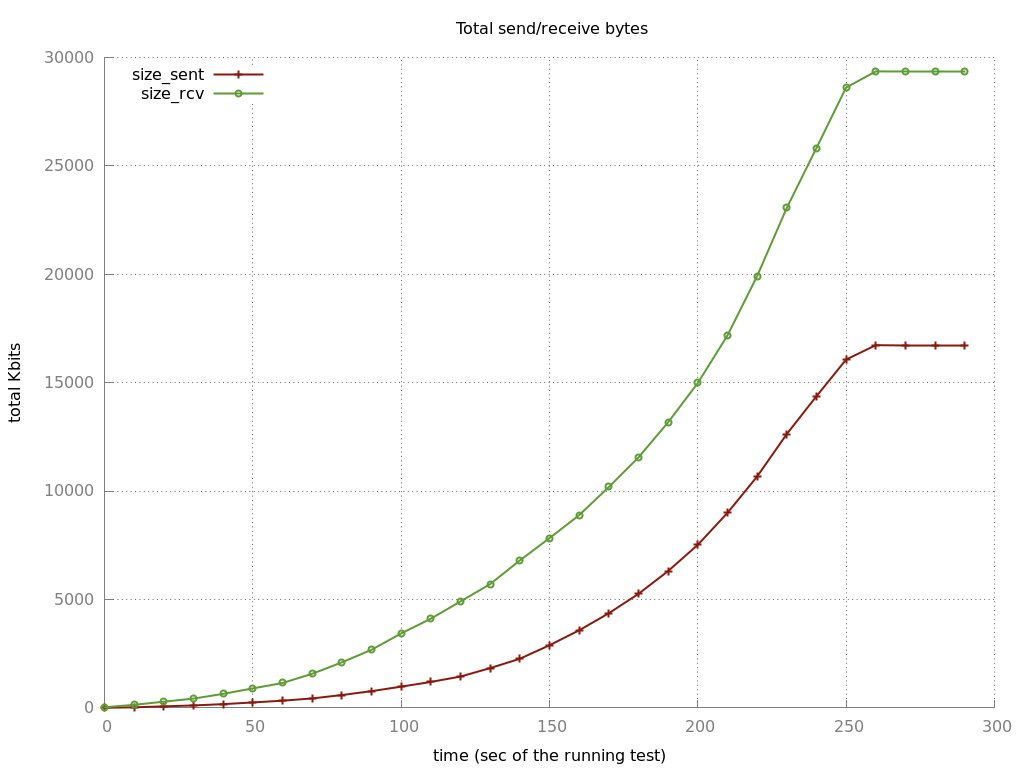 Total send/receive bytes
30000
size_sent
size_rcv
25000
20000
15000
total Kbits
10000
5000
0
0 50 100 150 200 250 300
time (sec of the running test)